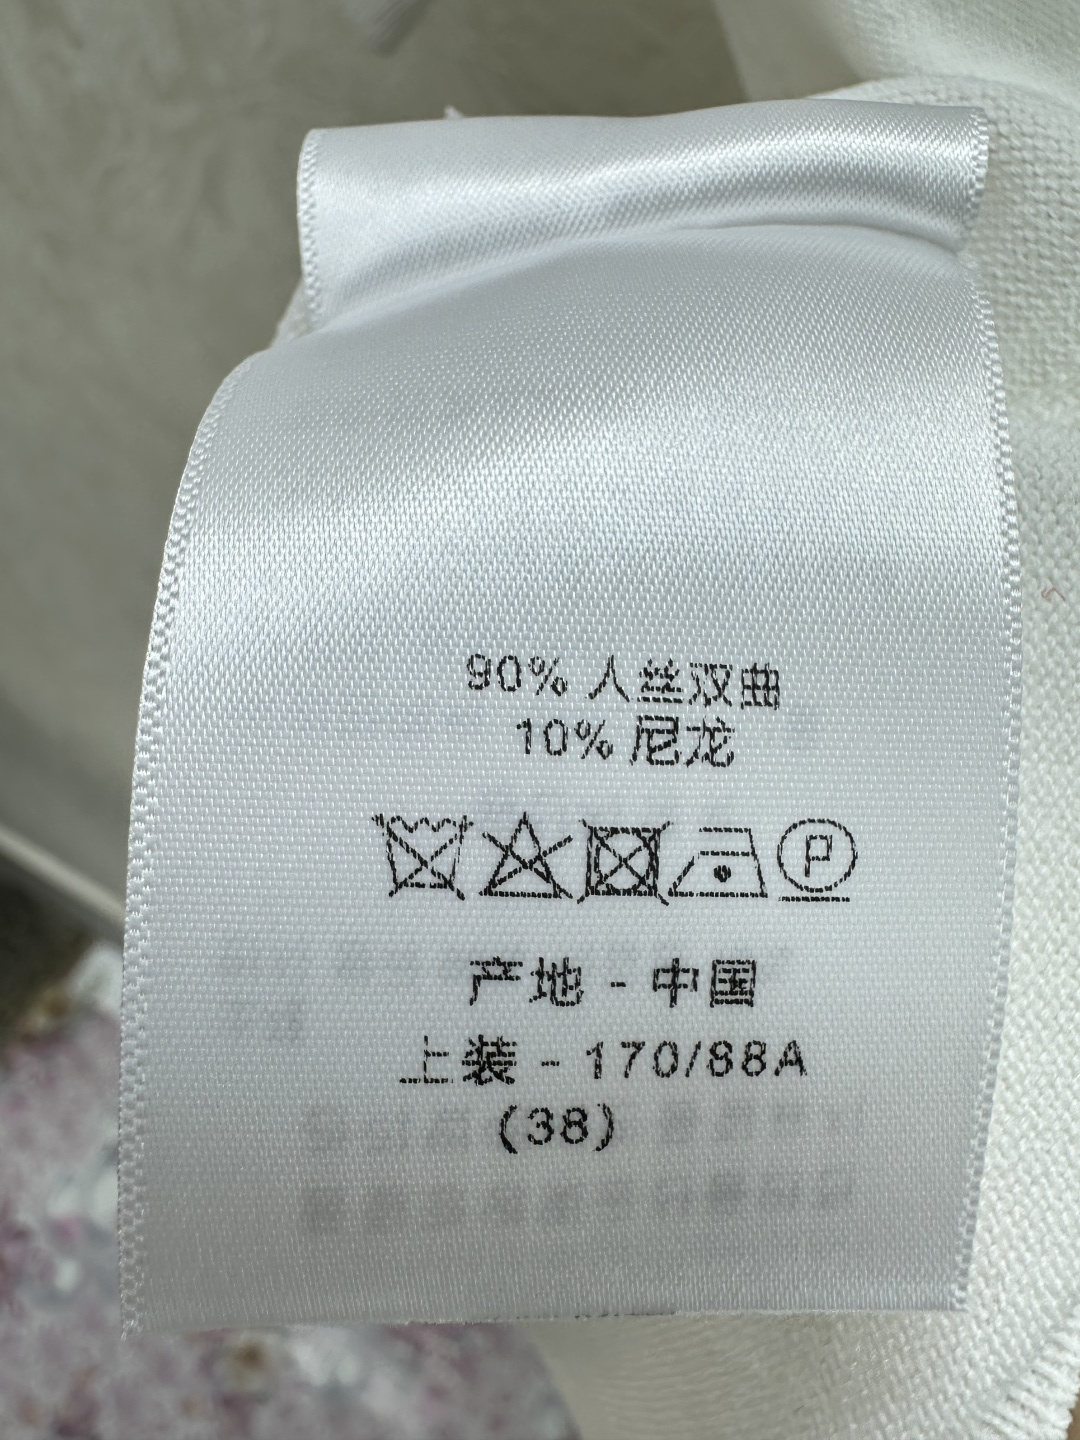 90% 人丝双曲
10% 尼龙
P
产地 - 中国
上装 - 170/88A
(38)